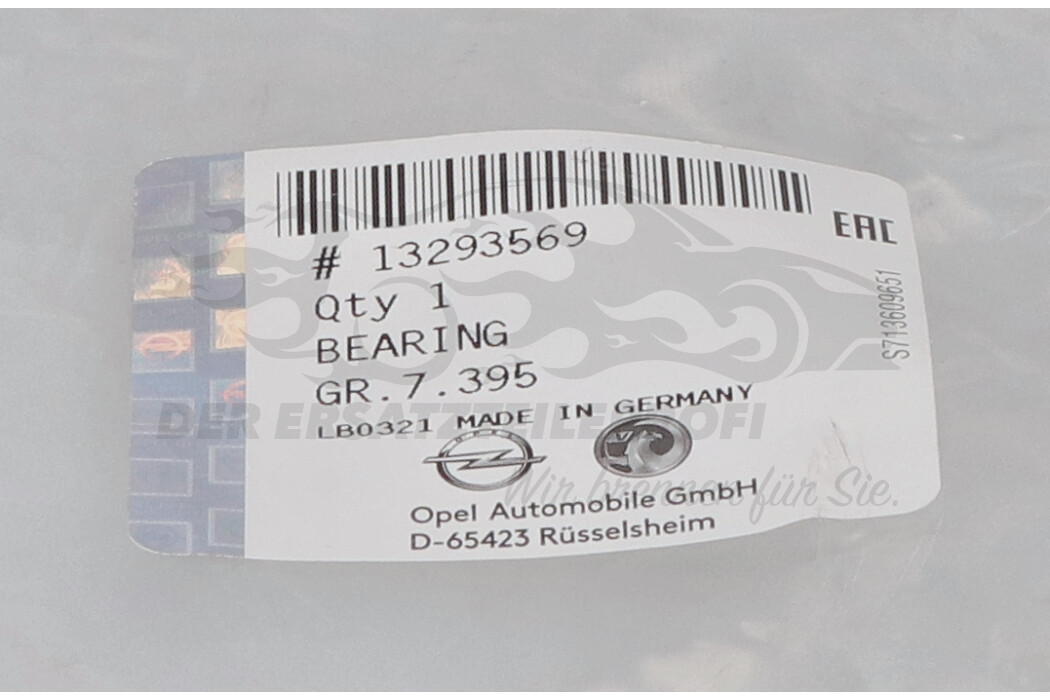 # 13293569
EAC
Qty 1
BEARING
GR.7.395
LB0321 MADE IN GERMANY
S713609651
Opel Automobile GmbH
D-65423 Rüsselsheim
DER ERSATZTEILEPROFI
Wir brennen für Sie.